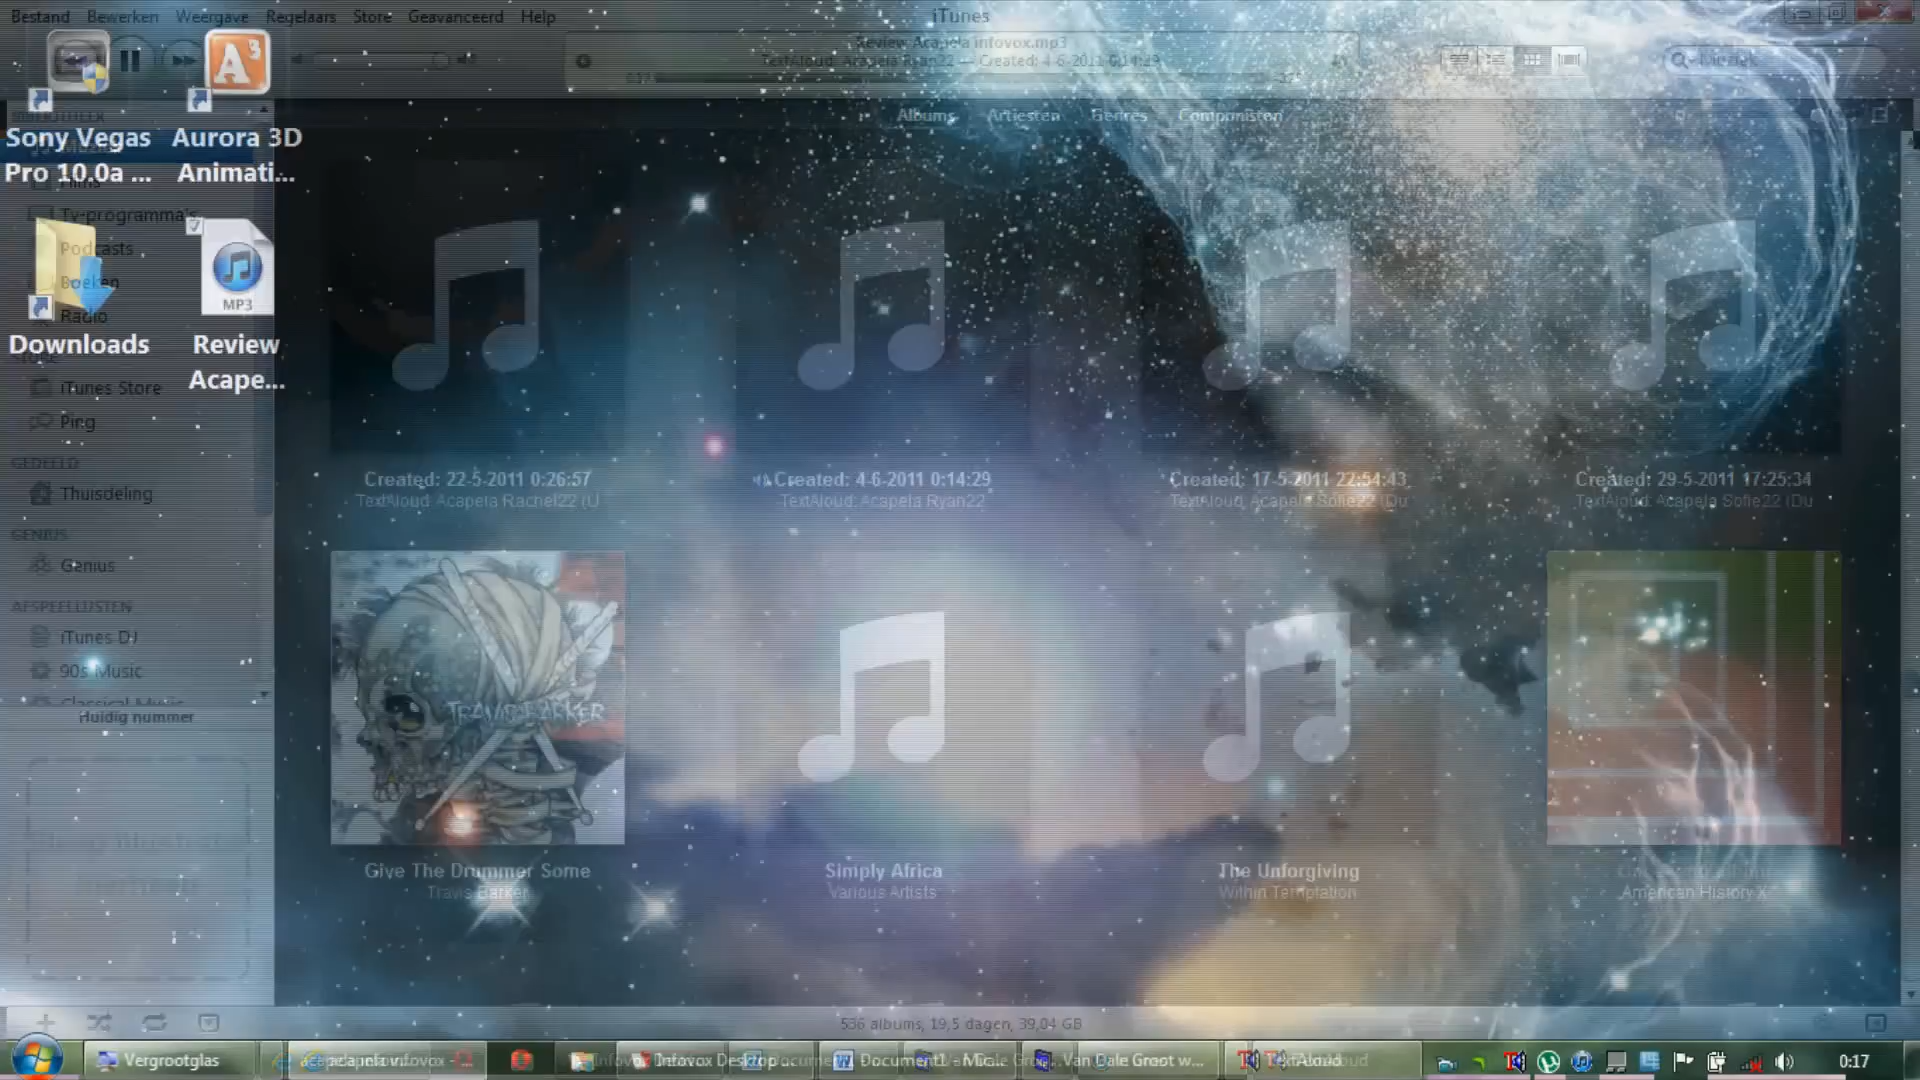 Bestand Bewerken Weergave Regelaars Store Geavanceerd Help
iTunes
Review Acapela infovox.mp3
TextAloud: Acapela Ryan22 — Created: 4-6-2011 0:14:29
Albums Artiesten Genres Componisten
Sony Vegas Pro 10.0a ...
Aurora 3D Animati...
Films
Tv-programma's
Podcasts
Boeken
Radio
Downloads
MP3
Review Acape...
iTunes Store
Ping
GEDEELD
Thuisdeling
GENIUS
Genius
AFSPEELLIJSTEN
iTunes DJ
90s Music
Classical Music
Huidig nummer
Created: 22-5-2011 0:26:57
TextAloud: Acapela Rachel22 (U
Created: 4-6-2011 0:14:29
TextAloud: Acapela Ryan22
Created: 17-5-2011 22:54:43
TextAloud: Acapela Sofie22 (Du
Created: 29-5-2011 17:25:34
TextAloud: Acapela Sofie22 (Du
TRAVIS BARKER
Give The Drummer Some
Travis Barker
Simply Africa
Various Artists
The Unforgiving
Within Temptation
American History X
536 albums, 19,5 dagen, 39,04 GB
Vergrootglas
Infovox Desktop
Document1 - Mic...
Van Dale Groot w...
TextAloud
0:17